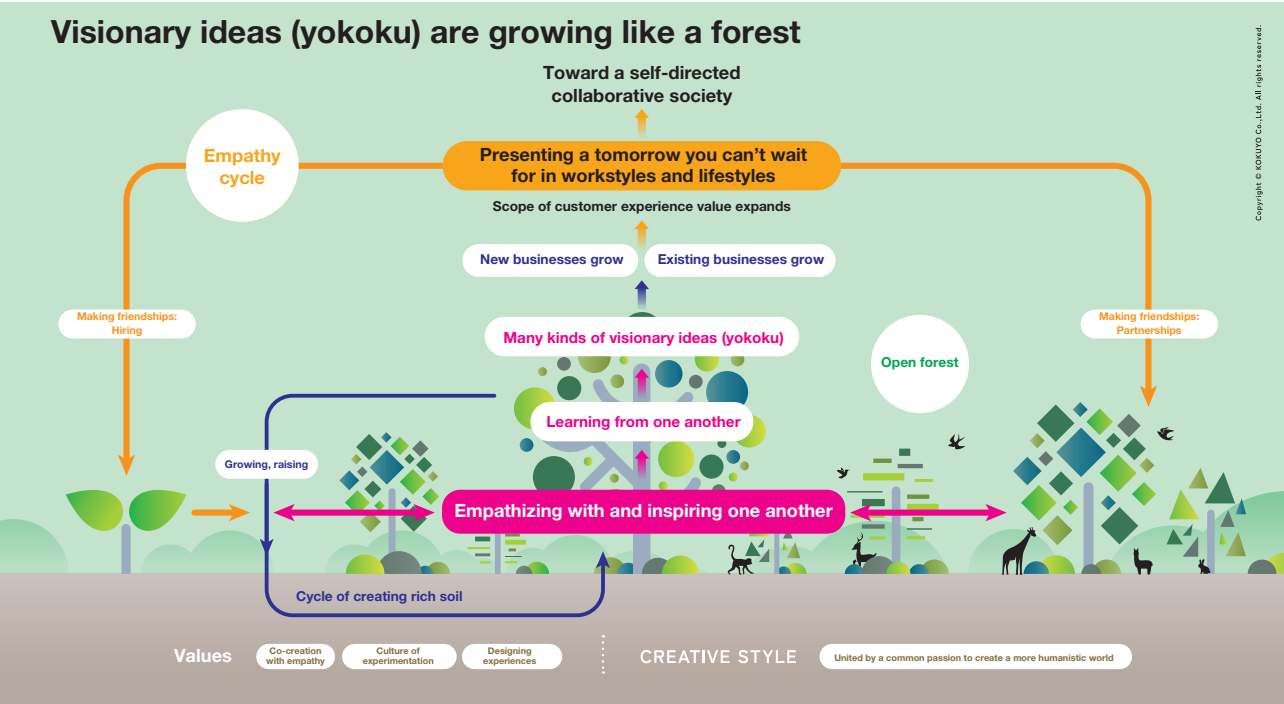 Visionary ideas (yokoku) are growing like a forest
Toward a self-directed
collaborative society
Copyright © KOKUYO Co.,Ltd. All rights reserved.
Empathy
cycle
Presenting a tomorrow you can't wait
for in workstyles and lifestyles
Scope of customer experience value expands
New businesses grow
Existing businesses grow
Making friendships:
Hiring
Many kinds of visionary ideas (yokoku)
Making friendships:
Partnerships
Open forest
Learning from one another
Growing, raising
Empathizing with and inspiring one another
Cycle of creating rich soil
Values
Co-creation
with empathy
Culture of
experimentation
Designing
experiences
CREATIVE STYLE
United by a common passion to create a more humanistic world